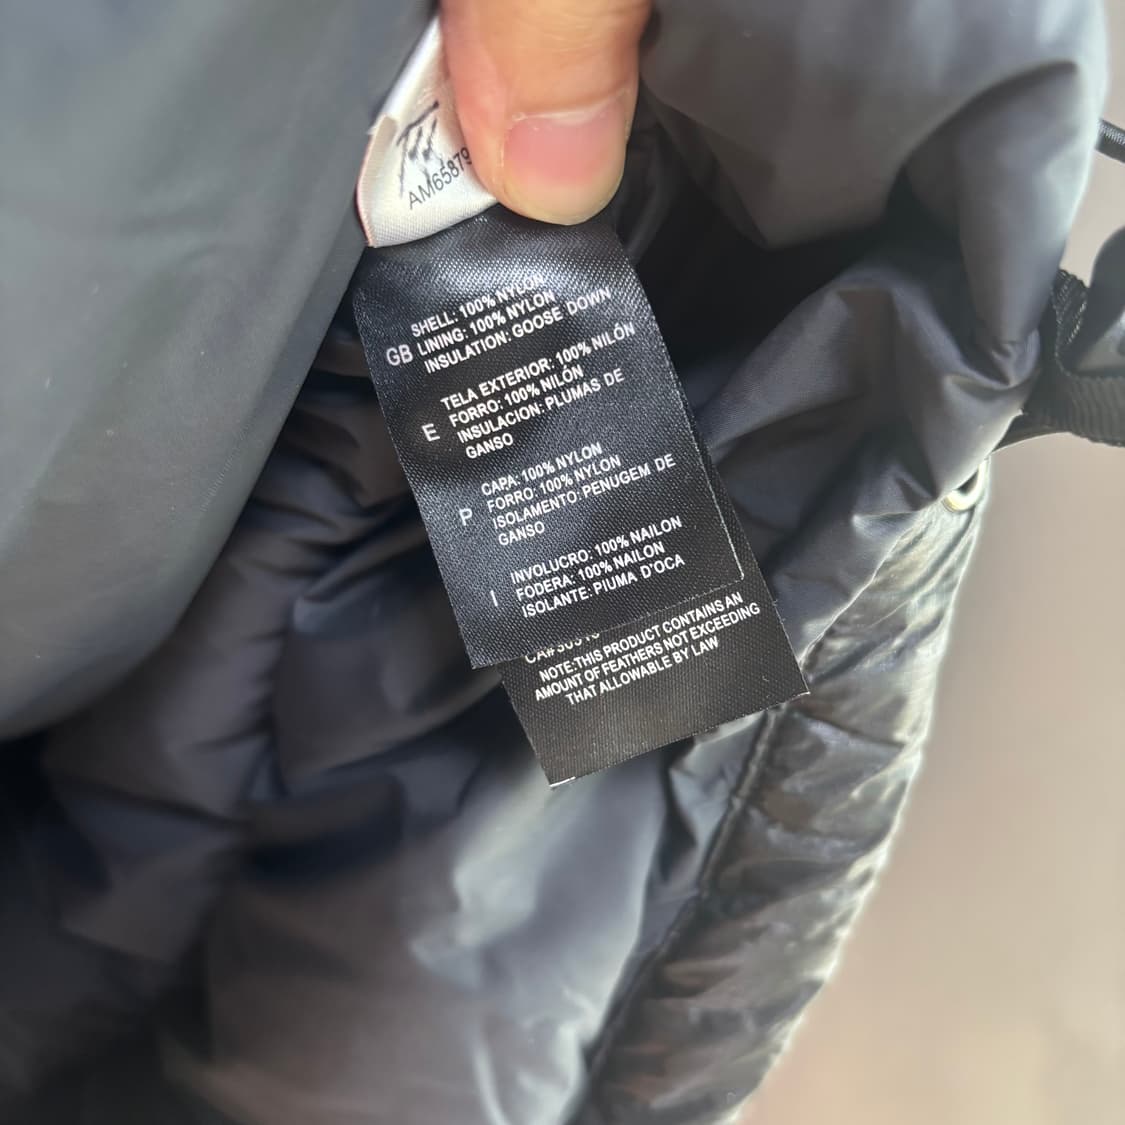 AM65879
GB
SHELL: 100% NYLON
LINING: 100% NYLON
INSULATION: GOOSE DOWN
E
TELA EXTERIOR: 100% NILÓN
FORRO: 100% NILÓN
INSULACION: PLUMAS DE
GANSO
P
CAPA: 100% NYLON
FORRO: 100% NYLON
ISOLAMENTO: PENUGEM DE
GANSO
I
INVOLUCRO: 100% NAILON
FODERA: 100% NAILON
ISOLANTE: PIUMA D'OCA
NOTE:THIS PRODUCT CONTAINS AN
AMOUNT OF FEATHERS NOT EXCEEDING
THAT ALLOWABLE BY LAW